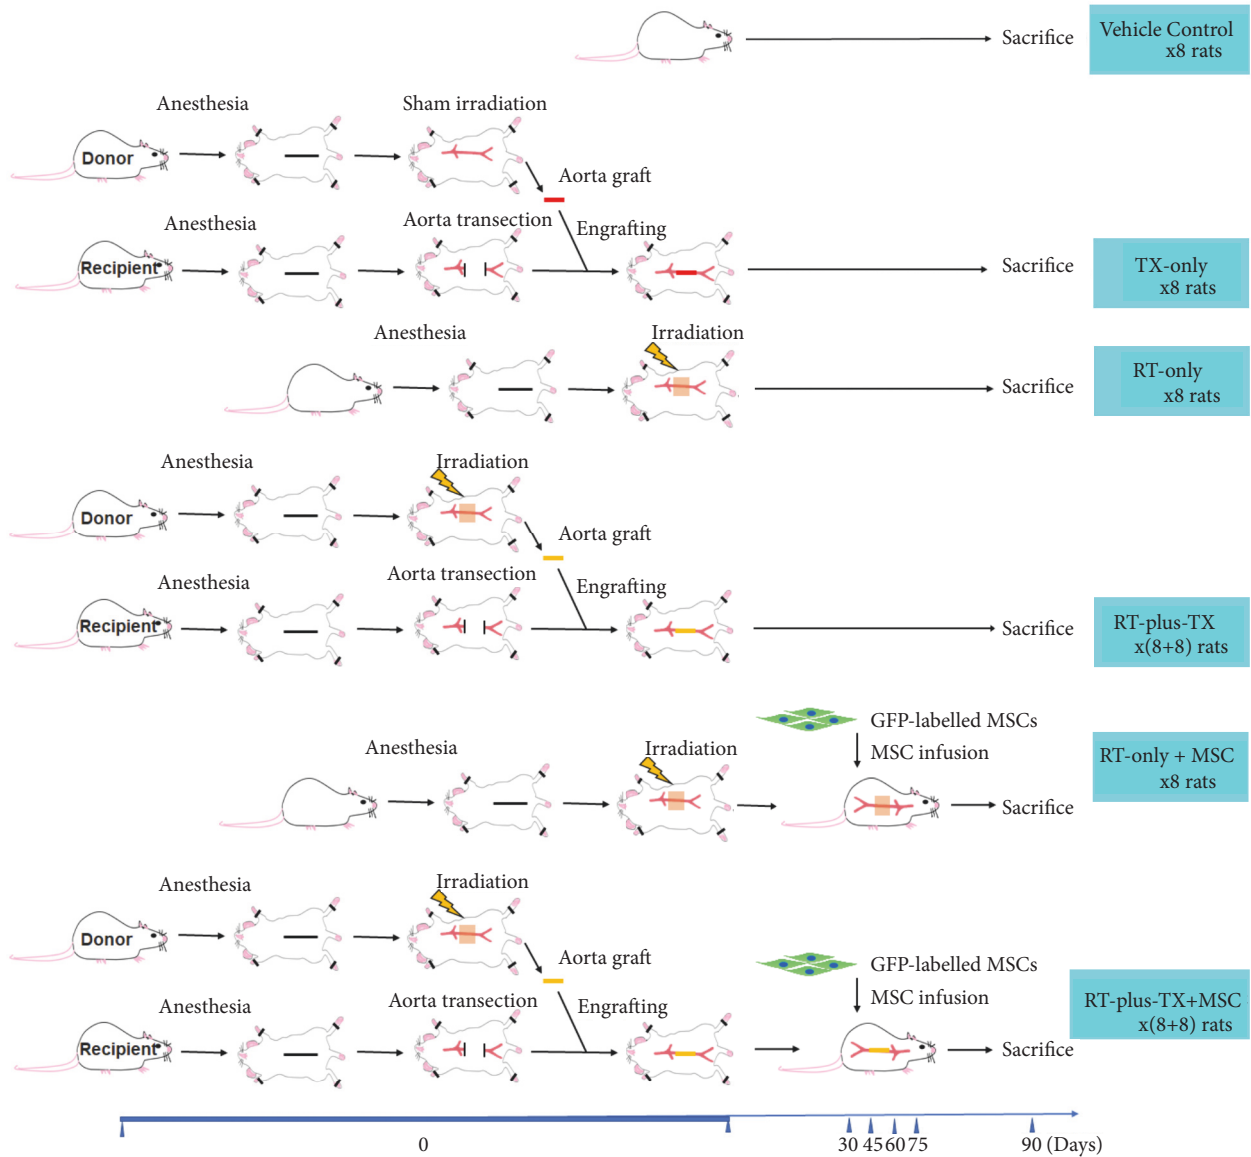 Sacrifice
Vehicle Control
x8 rats
Anesthesia
Sham irradiation
Donor
Aorta graft
Anesthesia
Aorta transection
Engrafting
Recipient
Sacrifice
TX-only
x8 rats
Anesthesia
Irradiation
Sacrifice
RT-only
x8 rats
Anesthesia
Irradiation
Donor
Aorta graft
Anesthesia
Aorta transection
Engrafting
Recipient
Sacrifice
RT-plus-TX
x(8+8) rats
GFP-labelled MSCs
Anesthesia
Irradiation
MSC infusion
Sacrifice
RT-only + MSC
x8 rats
Anesthesia
Irradiation
Donor
Aorta graft
GFP-labelled MSCs
Anesthesia
Aorta transection
Engrafting
MSC infusion
Recipient
Sacrifice
RT-plus-TX+MSC
x(8+8) rats
0 30 45 60 75 90 (Days)